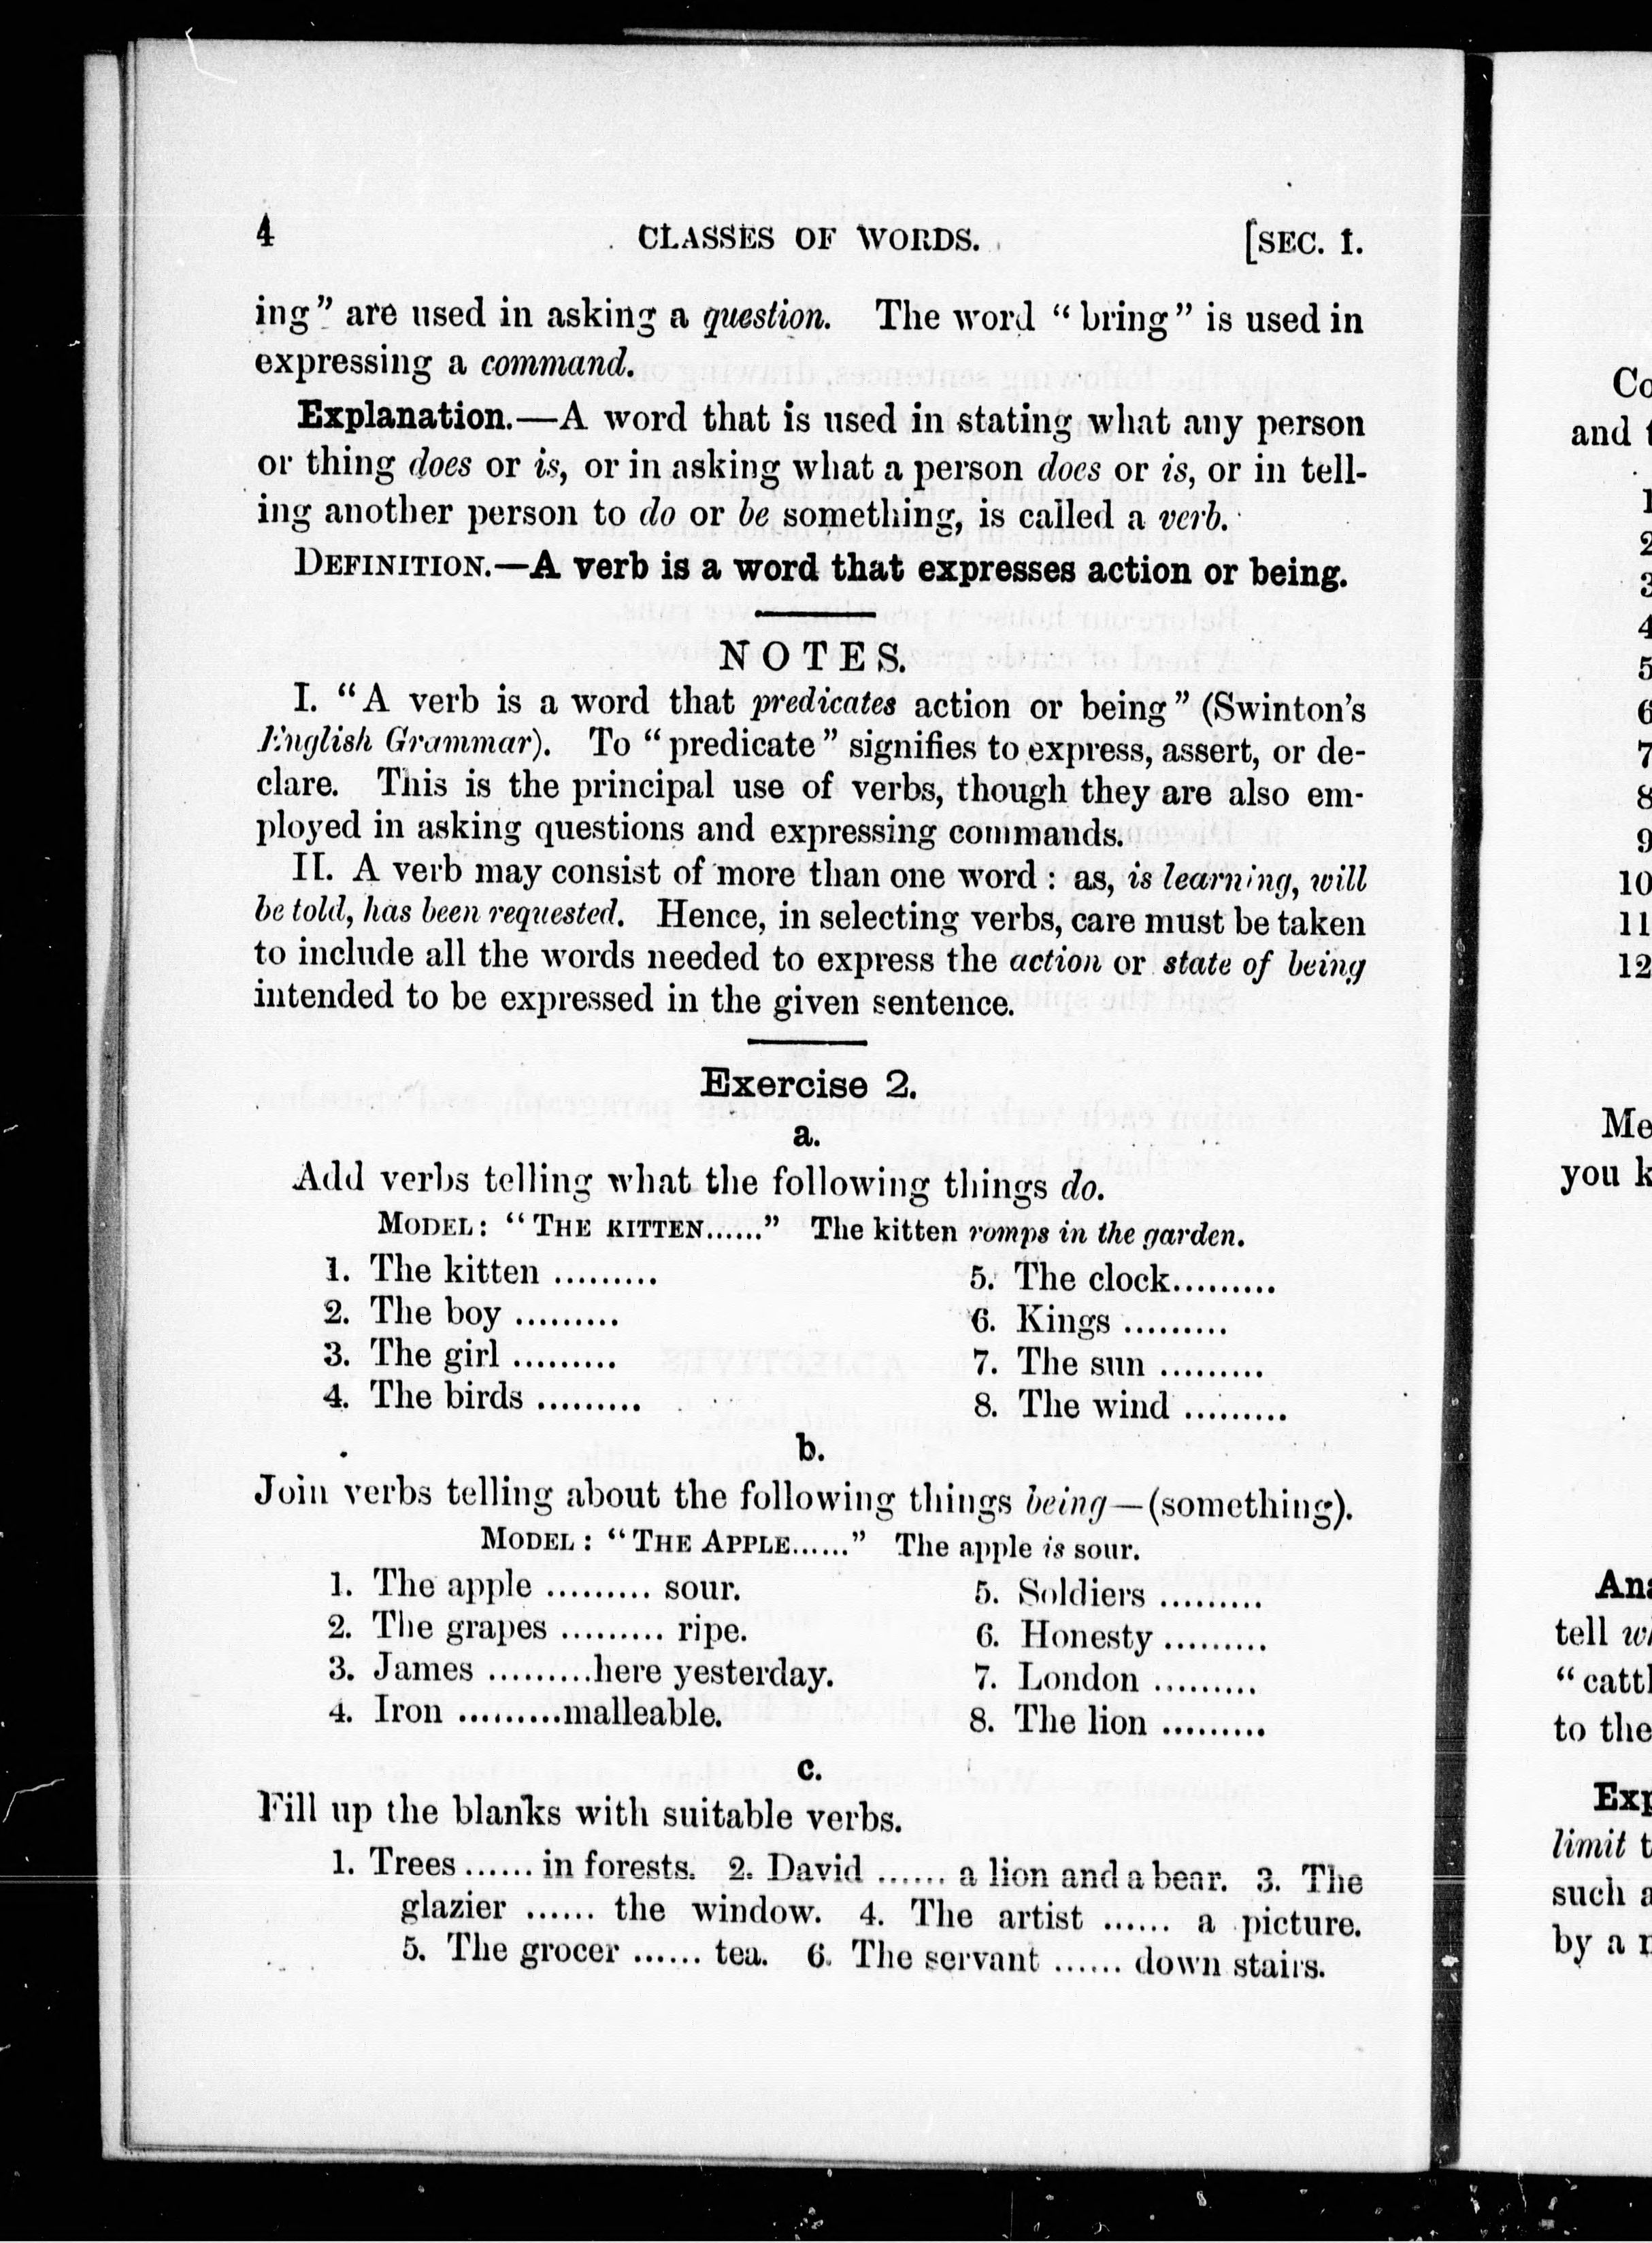 4 CLASSES OF WORDS. [SEC. 1.
ing" are used in asking a question. The word "bring" is used in
expressing a command.
Explanation.—A word that is used in stating what any person
or thing does or is, or in asking what a person does or is, or in tell-
ing another person to do or be something, is called a verb.
DEFINITION.—A verb is a word that expresses action or being.
NOTES.
I. "A verb is a word that predicates action or being" (Swinton's
English Grammar). To "predicate" signifies to express, assert, or de-
clare. This is the principal use of verbs, though they are also em-
ployed in asking questions and expressing commands.
II. A verb may consist of more than one word: as, is learning, will
be told, has been requested. Hence, in selecting verbs, care must be taken
to include all the words needed to express the action or state of being
intended to be expressed in the given sentence.
Exercise 2.
a.
Add verbs telling what the following things do.
MODEL: "THE KITTEN......" The kitten romps in the garden.
1. The kitten .........
2. The boy .........
3. The girl .........
4. The birds .........
5. The clock.........
6. Kings .........
7. The sun .........
8. The wind .........
b.
Join verbs telling about the following things being—(something).
MODEL: "THE APPLE......" The apple is sour.
1. The apple ......... sour.
2. The grapes ......... ripe.
3. James .........here yesterday.
4. Iron .........malleable.
5. Soldiers .........
6. Honesty .........
7. London .........
8. The lion .........
c.
Fill up the blanks with suitable verbs.
1. Trees ...... in forests. 2. David ...... a lion and a bear. 3. The
glazier ...... the window. 4. The artist ...... a picture.
5. The grocer ...... tea. 6. The servant ...... down stairs.
and
1
2
3
4
5
6
7
8
9
10
11
12
Me
you k
tell
"cattl
to the
limit t
such a
by a